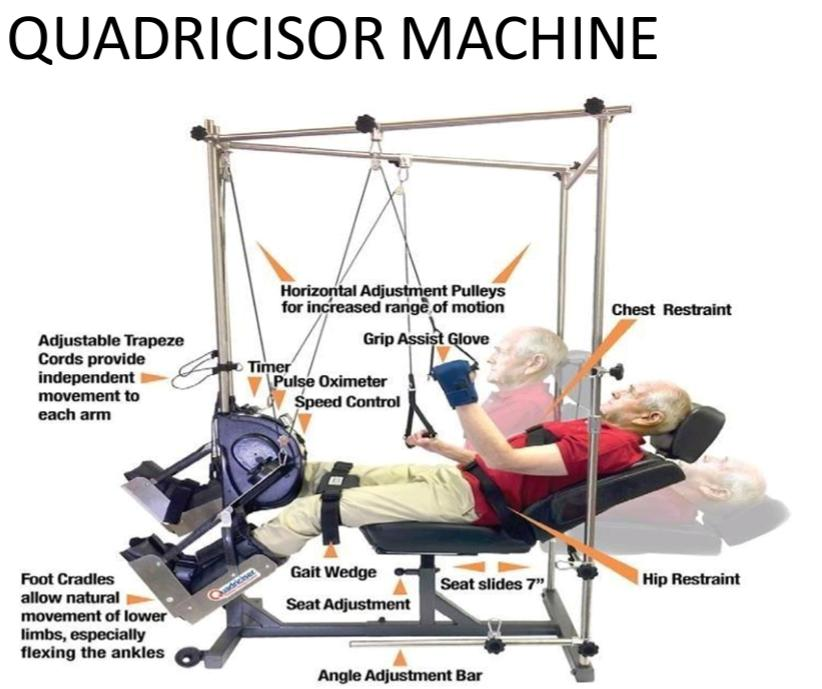 QUADRICISOR MACHINE
Horizontal Adjustment Pulleys
for increased range of motion
Chest Restraint
Adjustable Trapeze
Cords provide
independent
movement to
each arm
Grip Assist Glove
Timer
Pulse Oximeter
Speed Control
Foot Cradles
allow natural
movement of lower
limbs, especially
flexing the ankles
Quadriciser
Gait Wedge
Seat Adjustment
Seat slides 7”
Hip Restraint
Angle Adjustment Bar